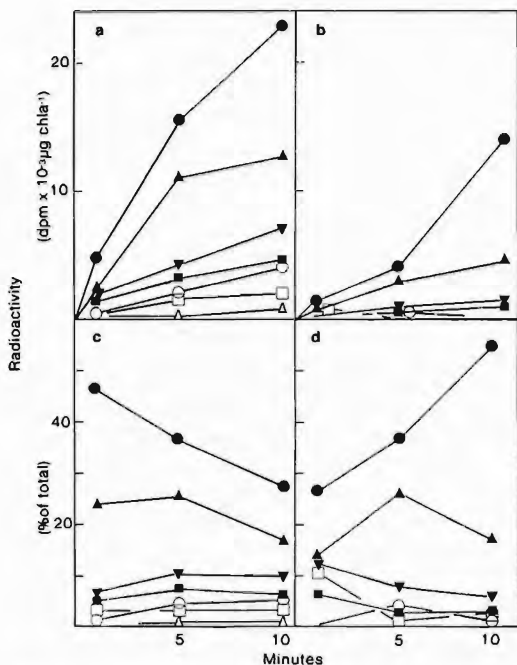 a
b
20
10
Radioactivity
(dpm x 10⁻³μg chla⁻¹)
c
d
40
20
(%of total)
5
10
5
10
Minutes